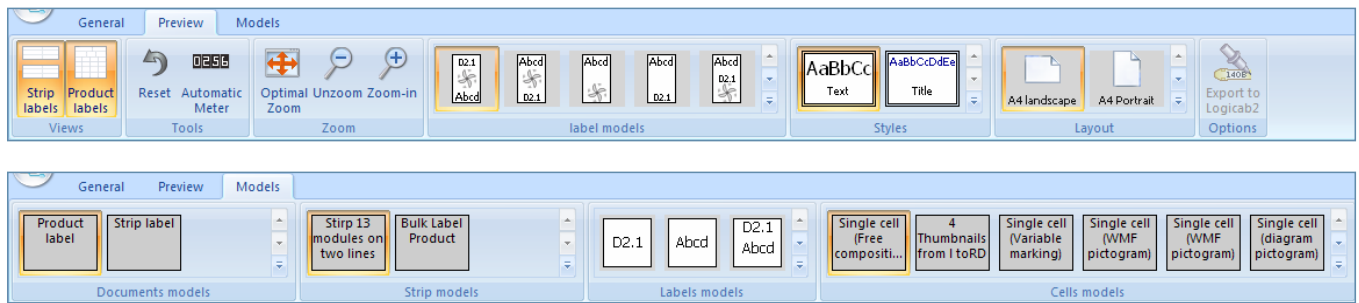 General Preview Models
Strip labels
Product labels
Views
Reset
0256
Automatic Meter
Tools
Optimal Zoom
Unzoom
Zoom-in
Zoom
D2.1
Abcd
Abcd
D2.1
Abcd
Abcd
D2.1
Abcd
D2.1
label models
AaBbCc
Text
AaBbCcDdEe
Title
Styles
A4 landscape
A4 Portrait
Layout
140B
Export to Logicab2
Options
General Preview Models
Product label
Strip label
Documents models
Stirp 13 modules on two lines
Bulk Label Product
Strip models
D2.1
Abcd
D2.1
Abcd
Labels models
Single cell (Free compositi...
4 Thumbnails from I toRD
Single cell (Variable marking)
Single cell (WMF pictogram)
Single cell (WMF pictogram)
Single cell (diagram pictogram)
Cells models